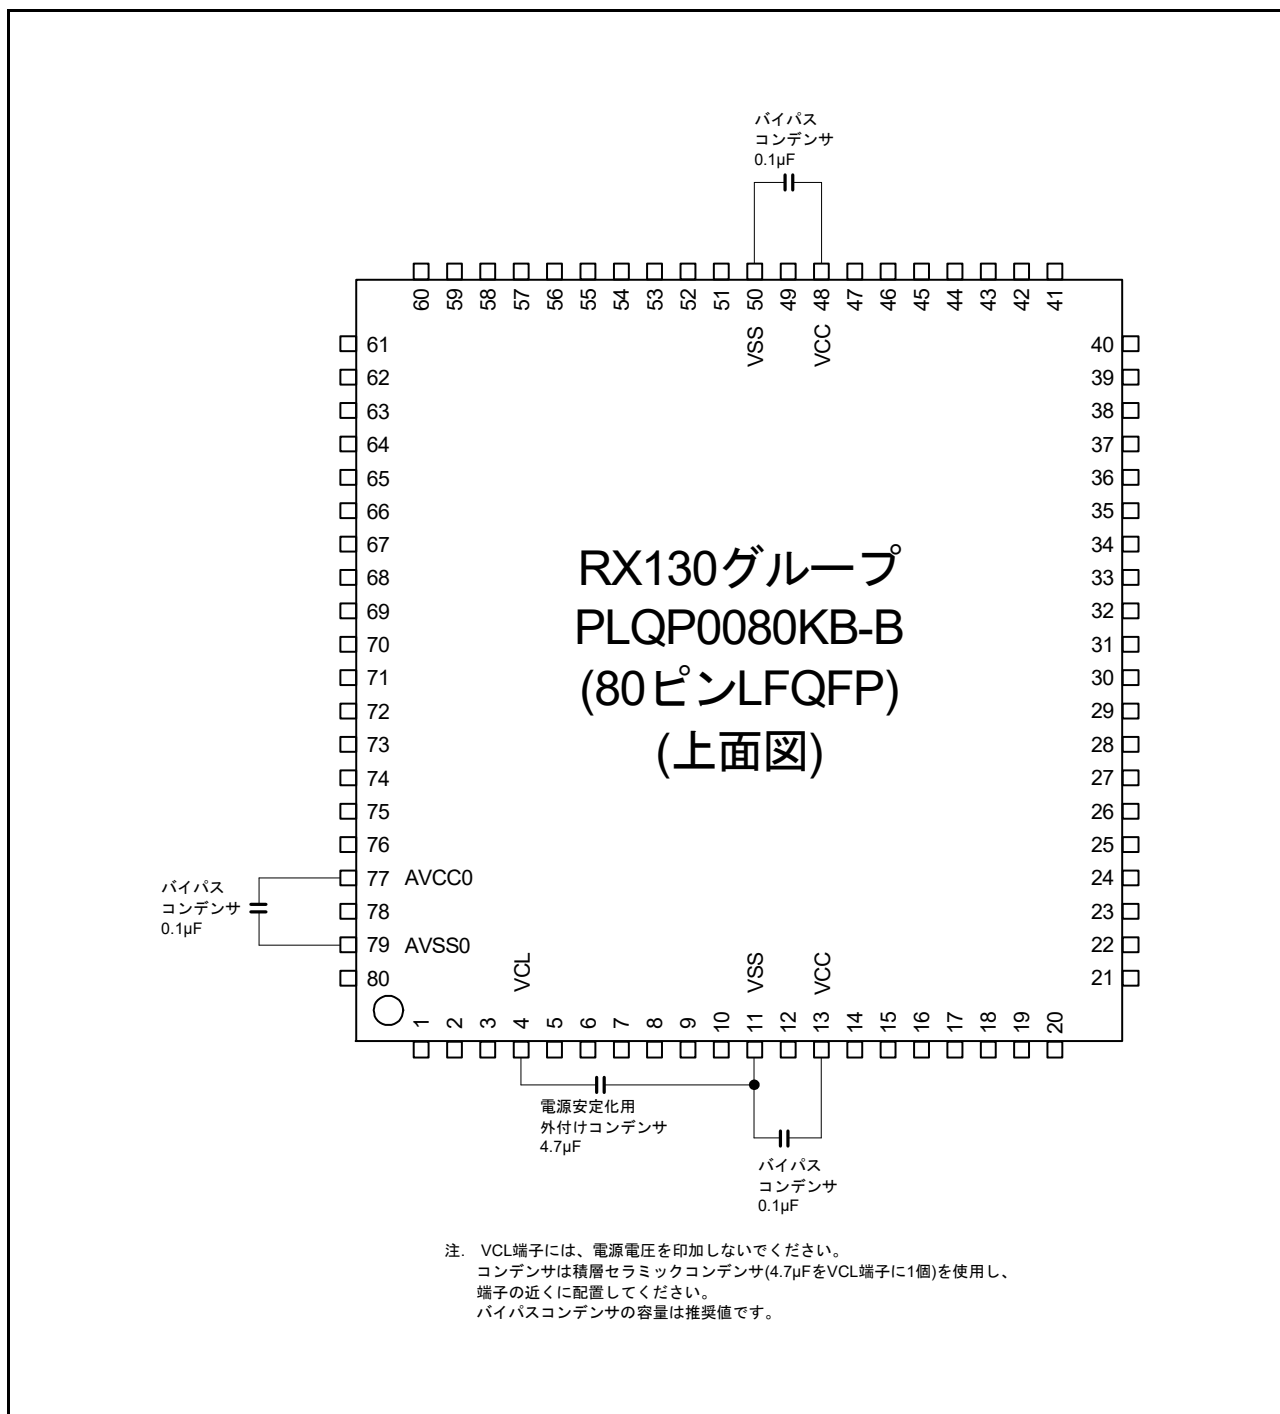 バイパス
コンデンサ
0.1μF
60 59 58 57 56 55 54 53 52 51 50 49 48 47 46 45 44 43 42 41
VSS VCC
61 40
62 39
63 38
64 37
65 36
66 35
67 34
68 33
69 32
70 31
71 30
72 29
73 28
74 27
75 26
76 25
RX130グループ
PLQP0080KB-B
(80ピンLFQFP)
(上面図)
77 AVCC0 24
78 23
79 AVSS0 22
80 21
バイパス
コンデンサ
0.1μF
VCL VSS VCC
1 2 3 4 5 6 7 8 9 10 11 12 13 14 15 16 17 18 19 20
電源安定化用
外付けコンデンサ
4.7μF
バイパス
コンデンサ
0.1μF
注. VCL端子には、電源電圧を印加しないでください。
コンデンサは積層セラミックコンデンサ(4.7μFをVCL端子に1個)を使用し、
端子の近くに配置してください。
バイパスコンデンサの容量は推奨値です。